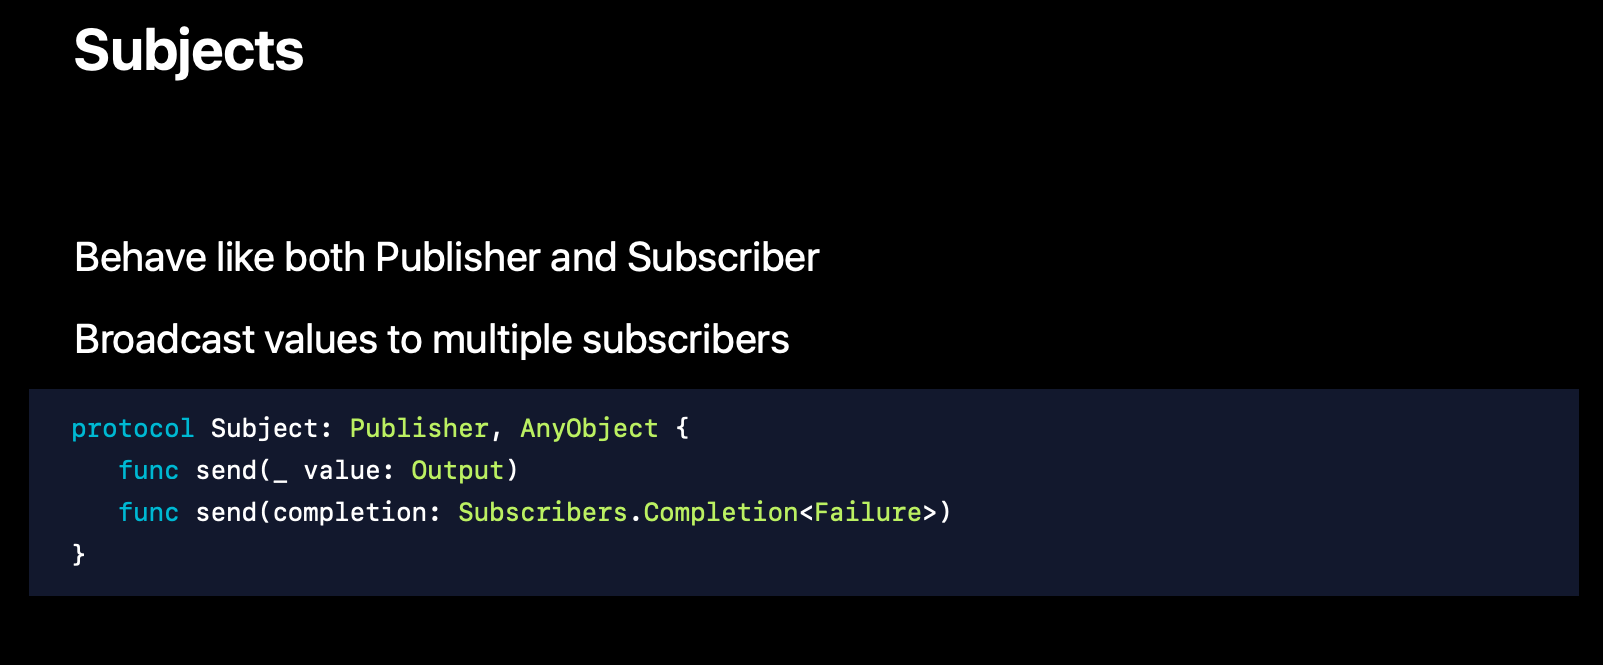 Subjects
Behave like both Publisher and Subscriber
Broadcast values to multiple subscribers
protocol Subject: Publisher, AnyObject {
   func send(_ value: Output)
   func send(completion: Subscribers.Completion<Failure>)
}